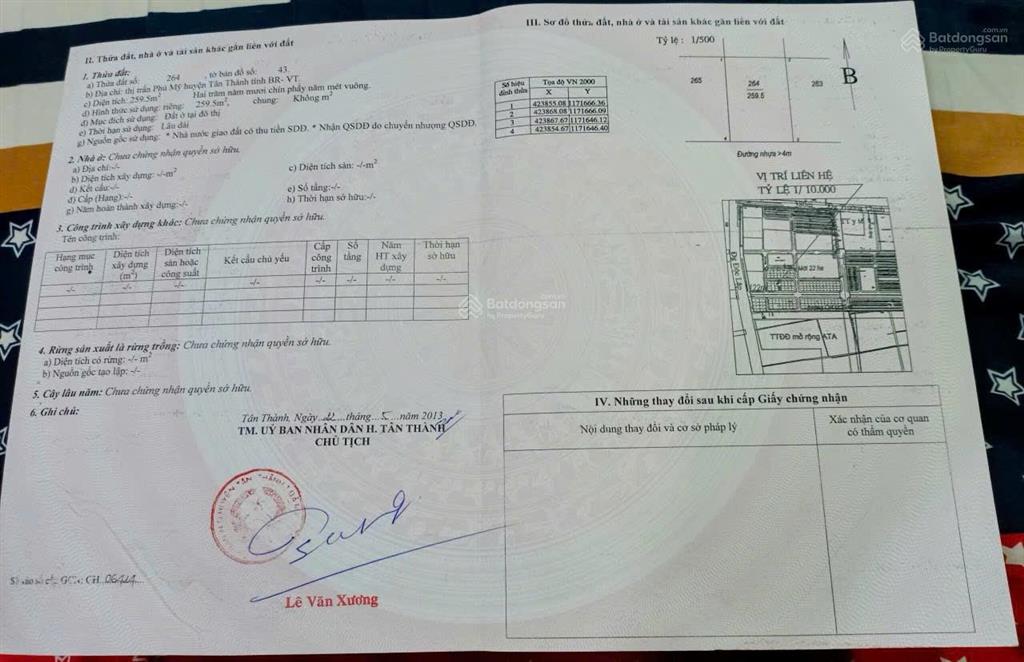 II. Thửa đất, nhà ở và tài sản khác gắn liền với đất
1. Thửa đất:
a) Thửa đất số: 264 , tờ bản đồ số: 43.
b) Địa chỉ: thị trấn Phú Mỹ huyện Tân Thành tỉnh BR- VT.
c) Diện tích: 259.5m², Hai trăm năm mươi chín phẩy năm mét vuông.
d) Hình thức sử dụng: riêng: 259.5m², chung: Không m²
đ) Mục đích sử dụng: Đất ở tại đô thị
e) Thời hạn sử dụng: Lâu dài
g) Nguồn gốc sử dụng: * Nhà nước giao đất có thu tiền SDĐ. * Nhận QSDĐ do chuyển nhượng QSDĐ.
2. Nhà ở: Chưa chứng nhận quyền sở hữu.
a) Địa chỉ:-/-
b) Diện tích xây dựng: -/-m²
c) Diện tích sàn: -/-m²
d) Kết cấu:-/-
đ) Cấp (Hạng):-/-
e) Số tầng:-/-
g) Năm hoàn thành xây dựng:-/-
h) Thời hạn sở hữu:-/-
3. Công trình xây dựng khác: Chưa chứng nhận quyền sở hữu.
Tên công trình:
Hạng mục công trình
Diện tích xây dựng (m²)
Diện tích sàn hoặc công suất
Kết cấu chủ yếu
Cấp công trình
Số tầng
Năm HT xây dựng
Thời hạn sở hữu
-/- -/- -/- -/- -/- -/- -/- -/-
4. Rừng sản xuất là rừng trồng: Chưa chứng nhận quyền sở hữu.
a) Diện tích có rừng: -/- m²
b) Nguồn gốc tạo lập: -/-
5. Cây lâu năm: Chưa chứng nhận quyền sở hữu.
6. Ghi chú:
Tân Thành, Ngày 22 tháng 5 năm 2013
TM. UỶ BAN NHÂN DÂN H. TÂN THÀNH
CHỦ TỊCH
Lê Văn Xương
III. Sơ đồ thửa đất, nhà ở và tài sản khác gắn liền với đất
Tỷ lệ : 1/500
Số hiệu đỉnh thửa
Tọa độ VN 2000
X Y
1 423855.08 1171666.36
2 423868.08 1171666.09
3 423867.67 1171646.12
4 423854.67 1171646.40
265
264
259.5
263
B
Đường nhựa >4m
VỊ TRÍ LIÊN HỆ
TỶ LỆ 1/ 10.000
TTĐĐ mở rộng ATA
IV. Những thay đổi sau khi cấp Giấy chứng nhận
Nội dung thay đổi và cơ sở pháp lý
Xác nhận của cơ quan có thẩm quyền
Batdongsan
.com.vn
by PropertyGuru
Batdongsan
.com.vn
by PropertyGuru